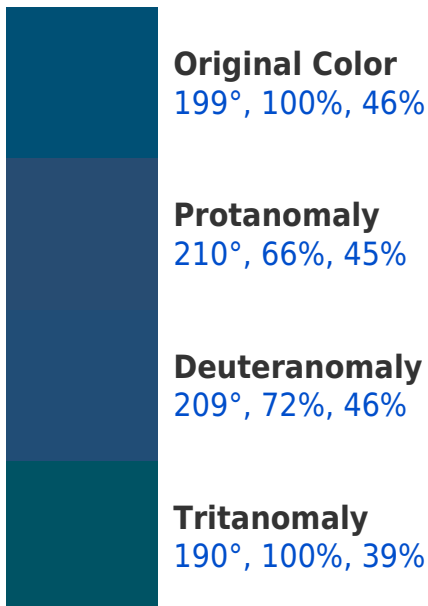 Original Color
199°, 100%, 46%
Protanomaly
210°, 66%, 45%
Deuteranomaly
209°, 72%, 46%
Tritanomaly
190°, 100%, 39%